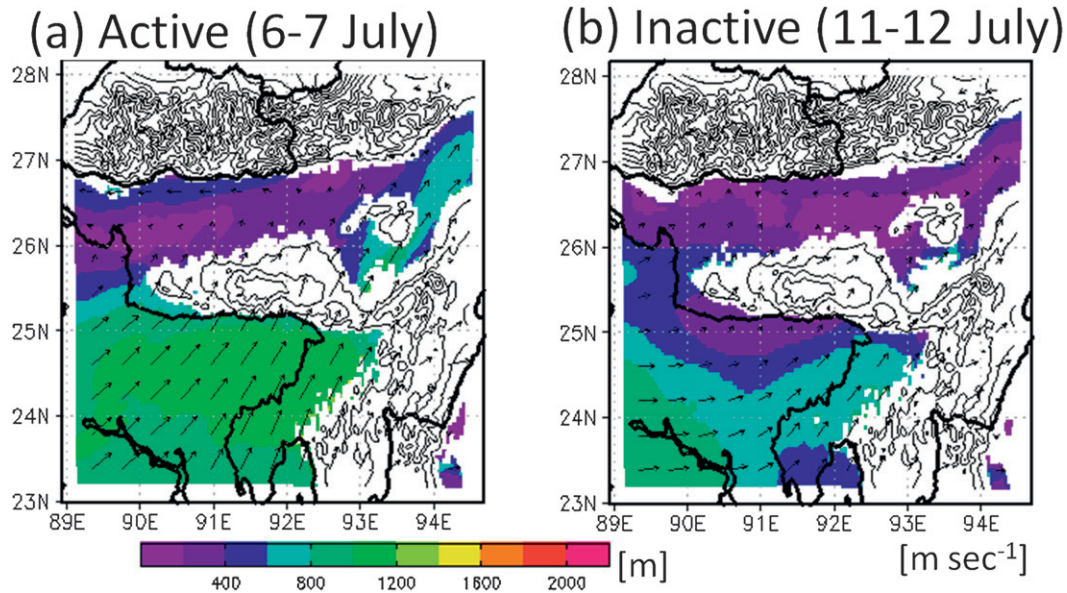 (a) Active (6-7 July)
(b) Inactive (11-12 July)
28N
27N
26N
25N
24N
23N
89E 90E 91E 92E 93E 94E
28N
27N
26N
25N
24N
23N
89E 90E 91E 92E 93E 94E
400 800 1200 1600 2000
[m]
[m sec⁻¹]